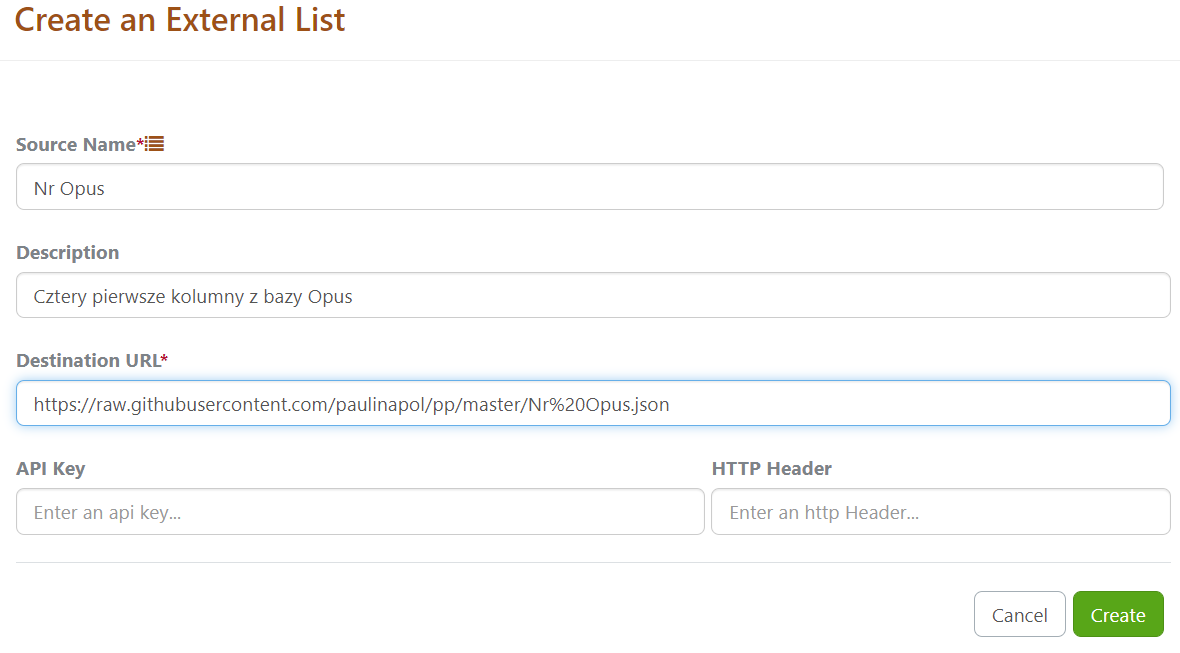 Create an External List
Source Name*
Nr Opus
Description
Cztery pierwsze kolumny z bazy Opus
Destination URL*
https://raw.githubusercontent.com/paulinapol/pp/master/Nr%20Opus.json
API Key HTTP Header
Enter an api key... Enter an http Header...
Cancel Create